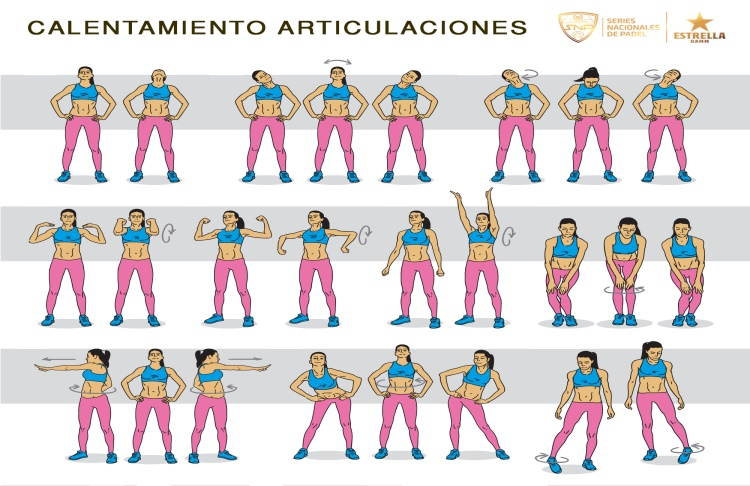 CALENTAMIENTO ARTICULACIONES
SNP
SERIES
NACIONALES
DE PADEL
ESTRELLA
DAMM